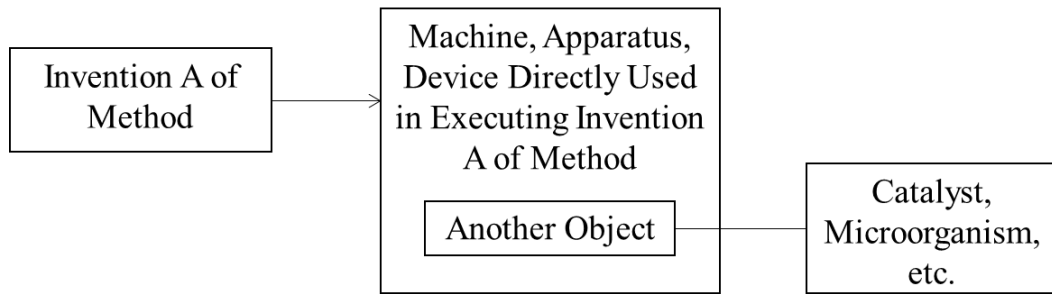 Invention A of
Method
Machine, Apparatus,
Device Directly Used
in Executing Invention
A of Method
Another Object
Catalyst,
Microorganism,
etc.